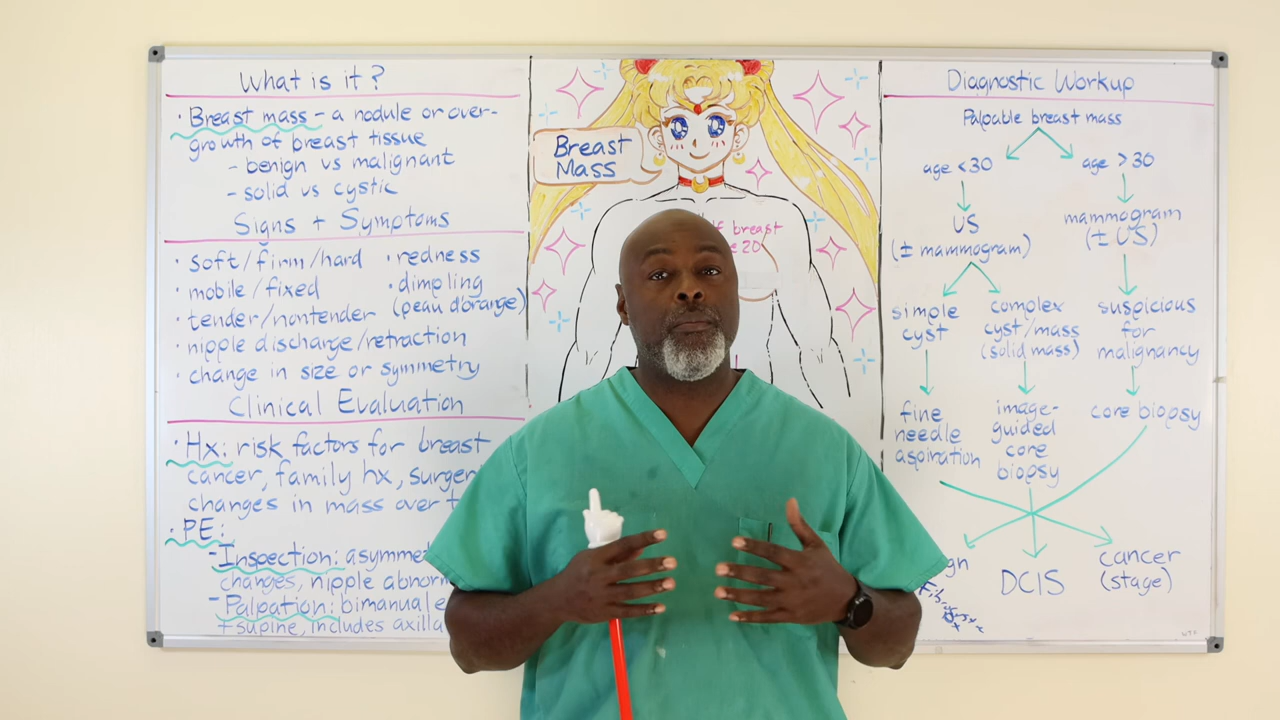 What is it?
• Breast mass - a nodule or over-
growth of breast tissue
- benign vs malignant
- solid vs cystic
Signs + Symptoms
• soft/firm/hard
• mobile/fixed
• tender/nontender
• nipple discharge/retraction
• change in size or symmetry
• redness
• dimpling
(peau d'orange)
Clinical Evaluation
• Hx: risk factors for breast
cancer, family hx,
changes in mass over
• PE:
- Inspection:
changes, nipple
- Palpation: bimanual
+ supine, includes
Breast
Mass
breast
20
Diagnostic Workup
Palpable breast mass
age <30
age >30
US
(± mammogram)
mammogram
(± US)
simple
cyst
complex
cyst/mass
(solid mass)
suspicious
for
malignancy
fine
needle
aspiration
image-
guided
core
biopsy
core biopsy
DCIS
cancer
(stage)